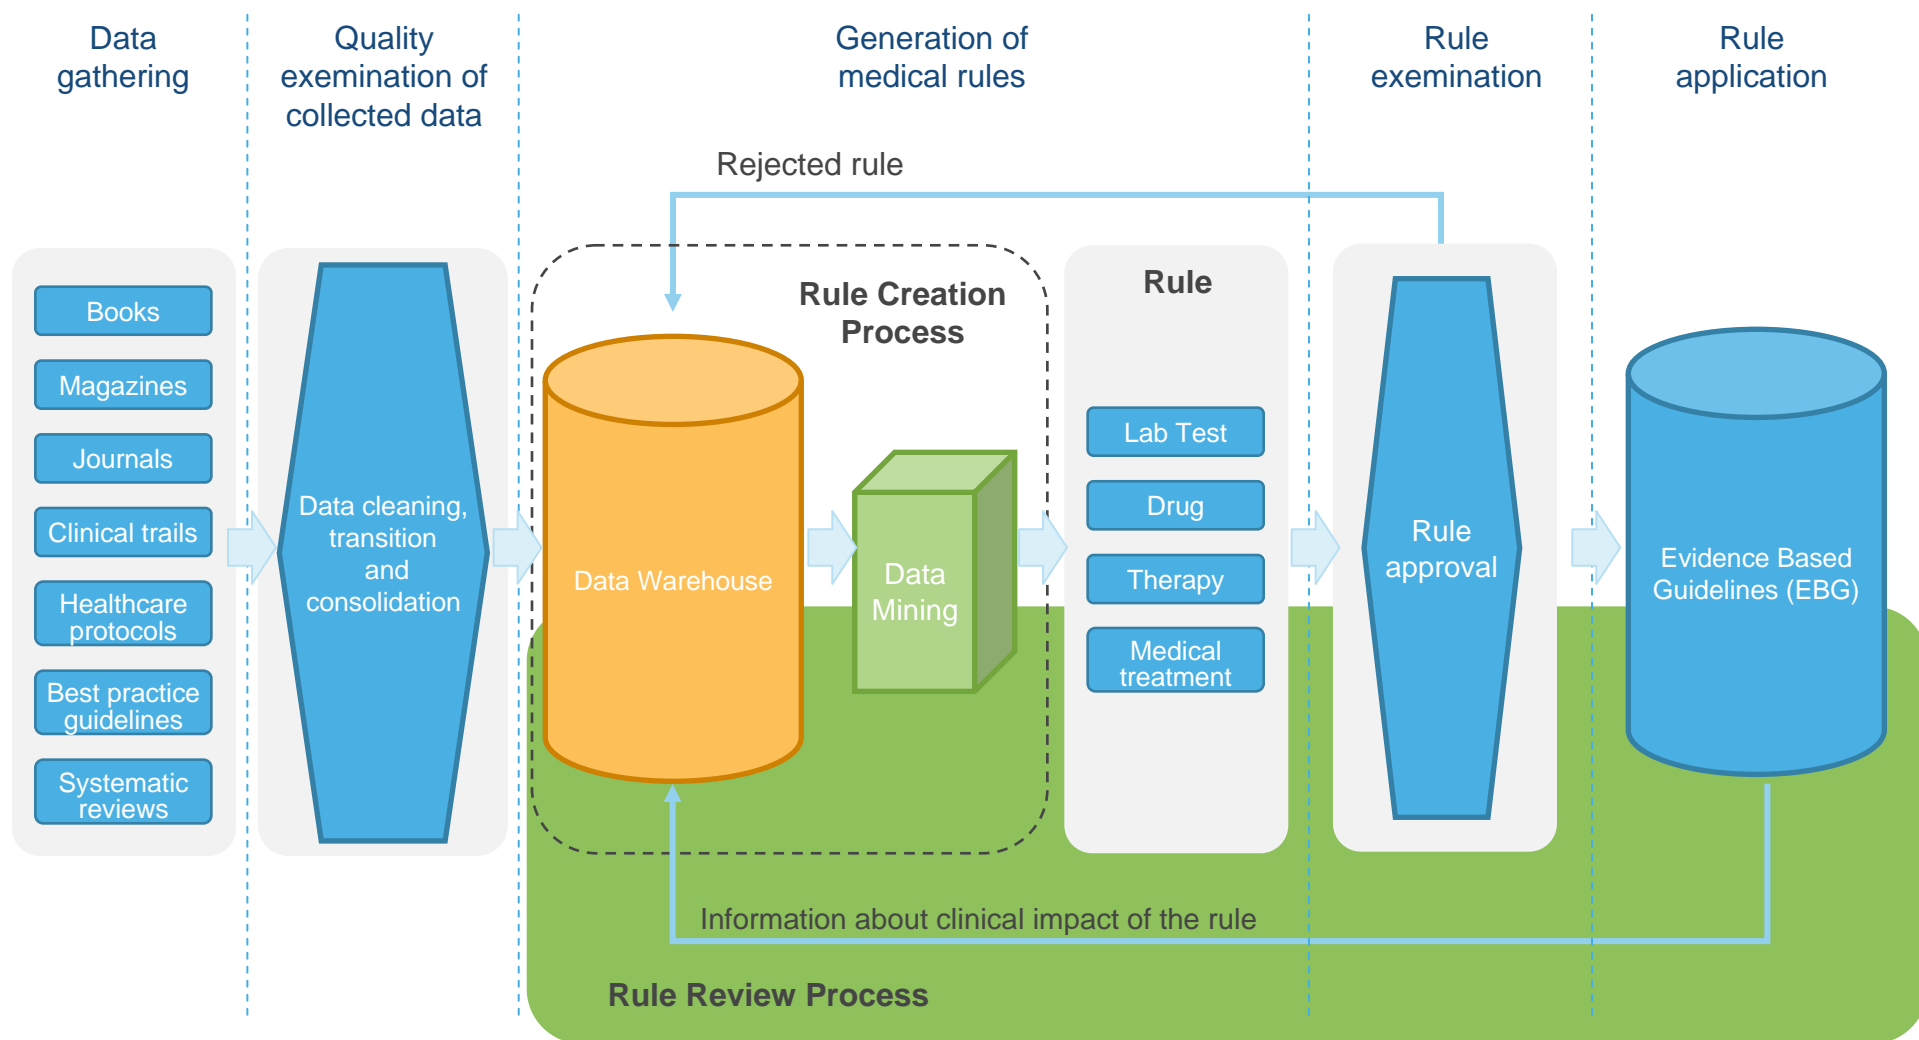 Data
gathering
Quality
exemination of
collected data
Generation of
medical rules
Rule
exemination
Rule
application
Rejected rule
Books
Magazines
Journals
Clinical trails
Healthcare
protocols
Best practice
guidelines
Systematic
reviews
Data cleaning,
transition
and
consolidation
Rule Creation
Process
Data Warehouse
Data
Mining
Rule
Lab Test
Drug
Therapy
Medical
treatment
Rule
approval
Evidence Based
Guidelines (EBG)
Information about clinical impact of the rule
Rule Review Process